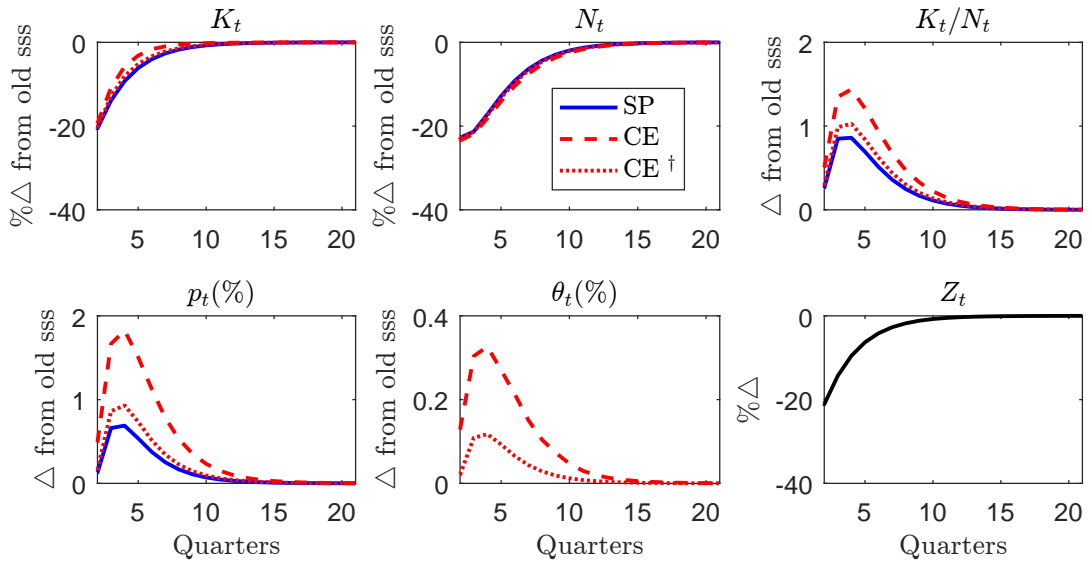 K_t
N_t
K_t/N_t
%△ from old sss
0
-20
-40
5 10 15 20
%△ from old sss
0
-20
-40
5 10 15 20
SP
CE
CE †
△ from old sss
2
1
0
5 10 15 20
p_t(%)
θ_t(%)
Z_t
△ from old sss
2
1
0
5 10 15 20
Quarters
△ from old sss
0.4
0.2
0
5 10 15 20
Quarters
%△
0
-20
-40
5 10 15 20
Quarters